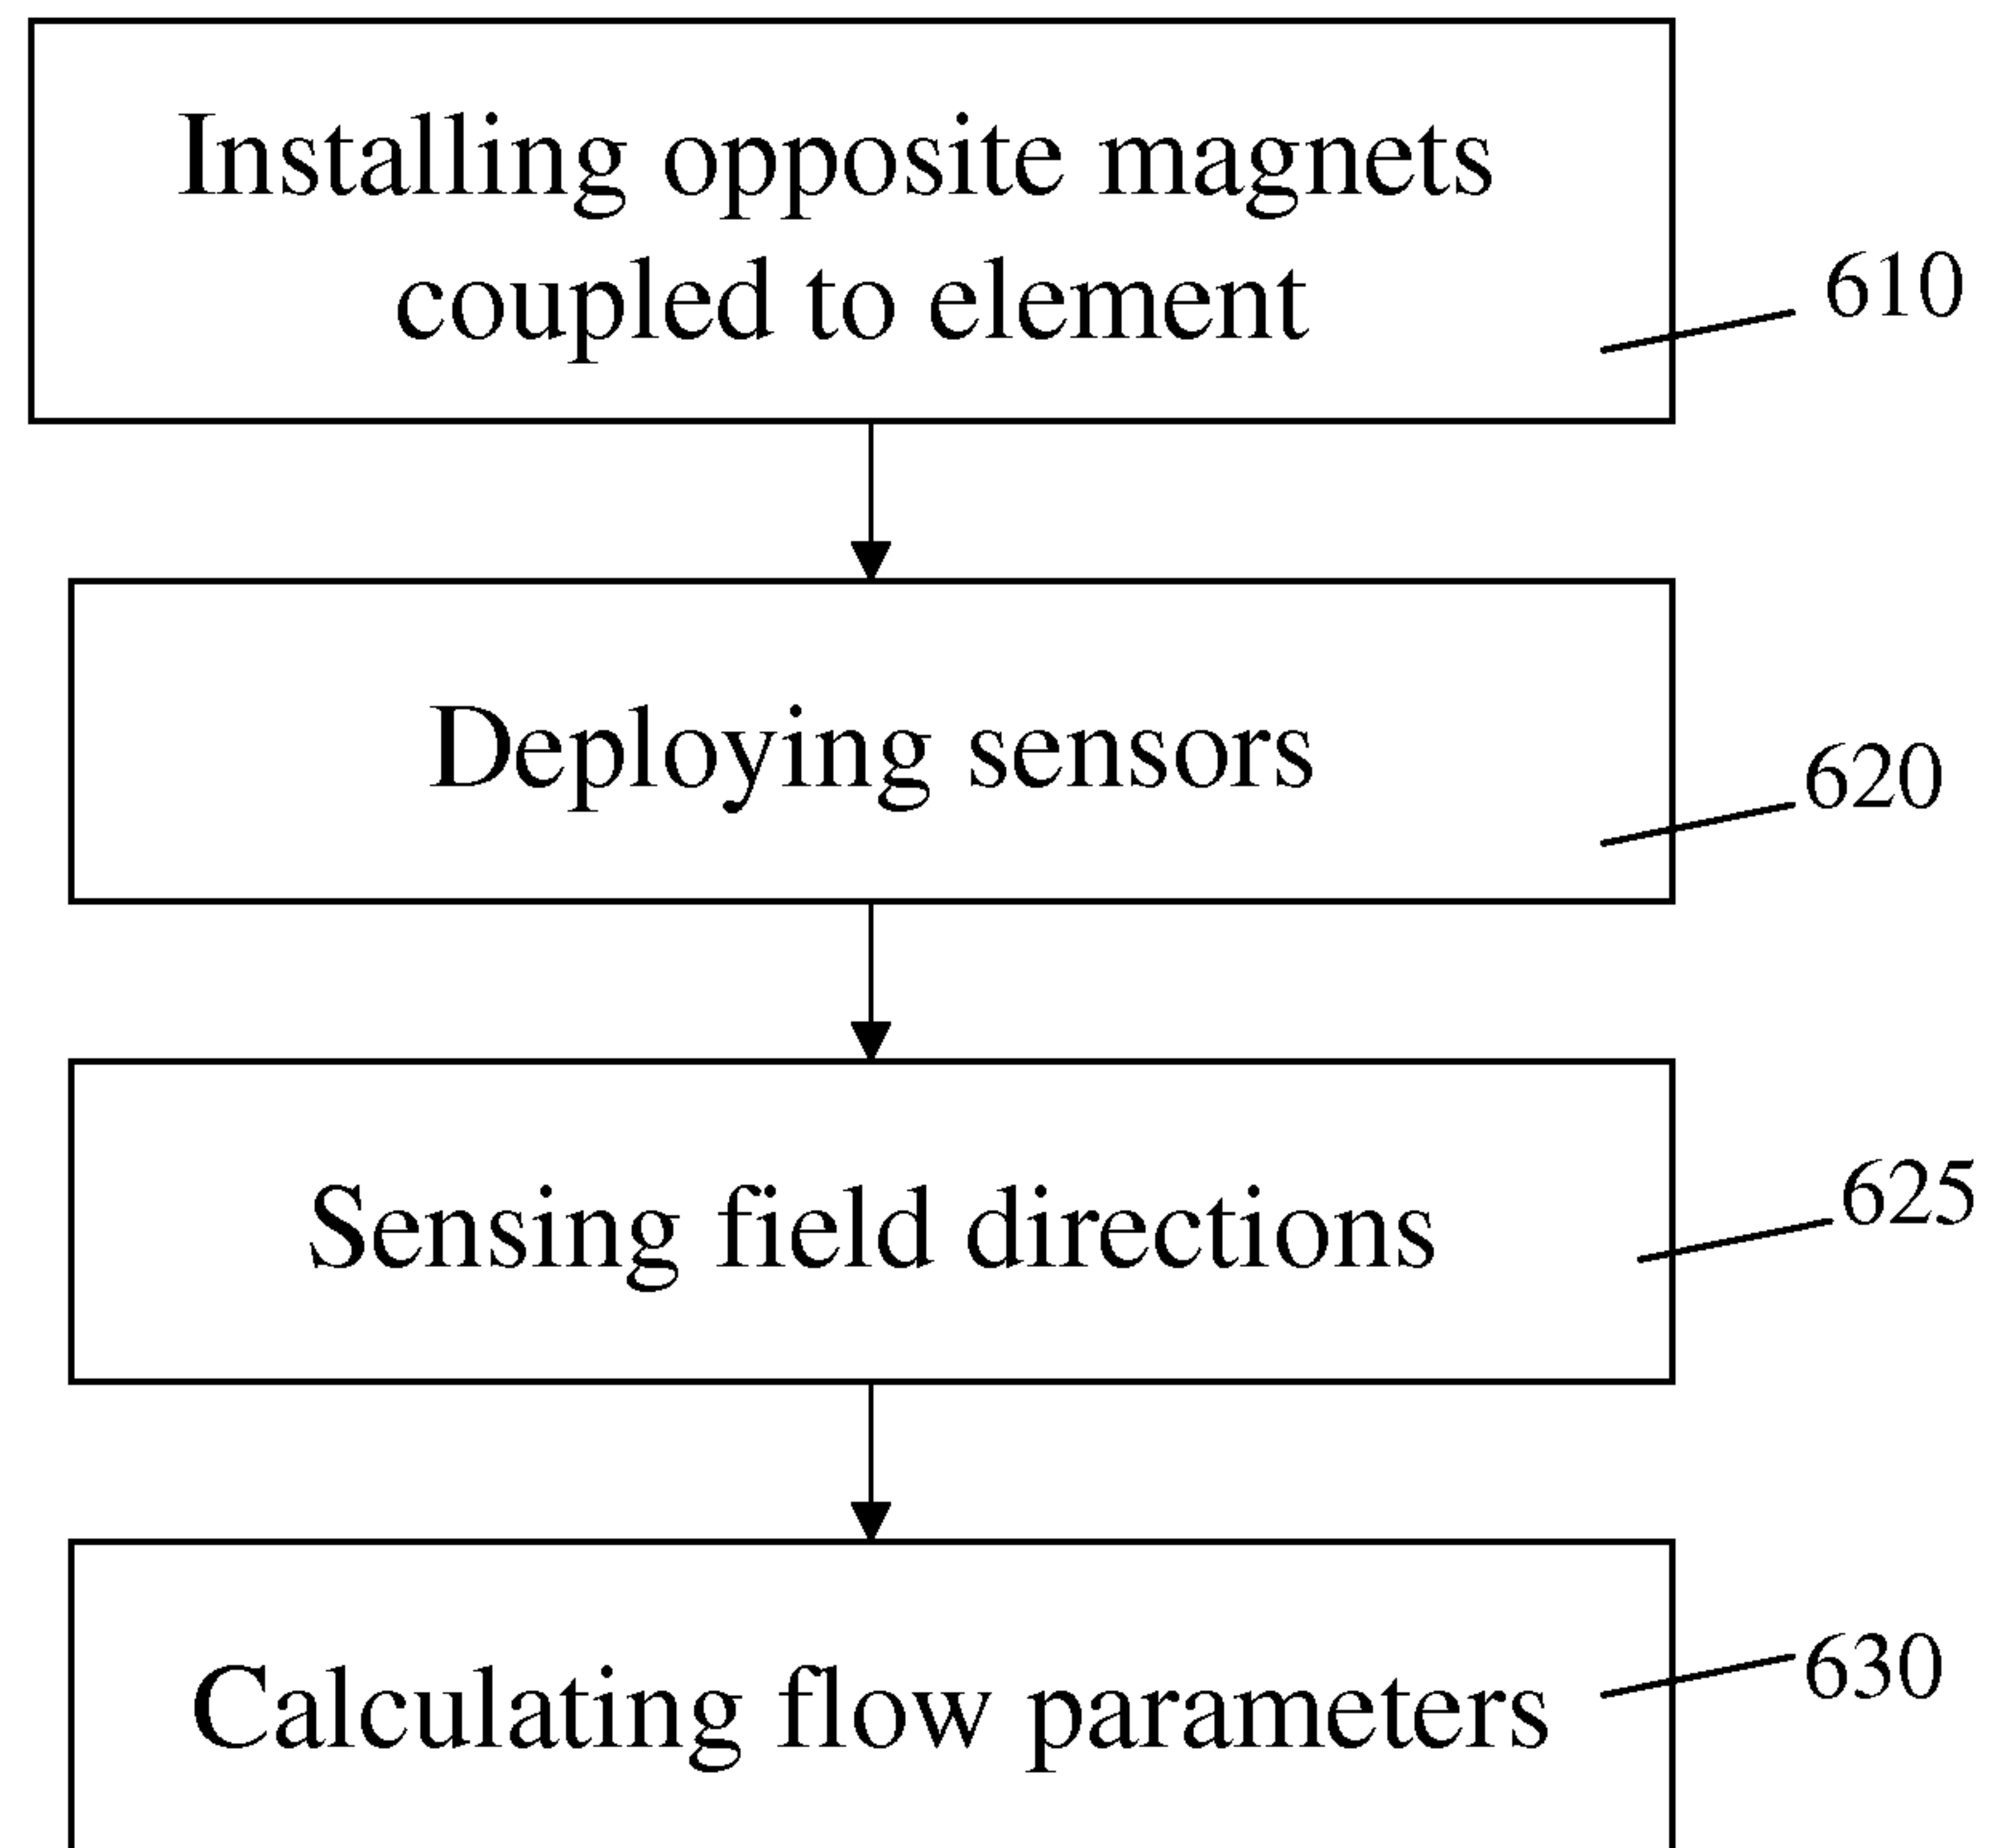 Installing opposite magnets
coupled to element
610
Deploying sensors
620
Sensing field directions
625
Calculating flow parameters
630